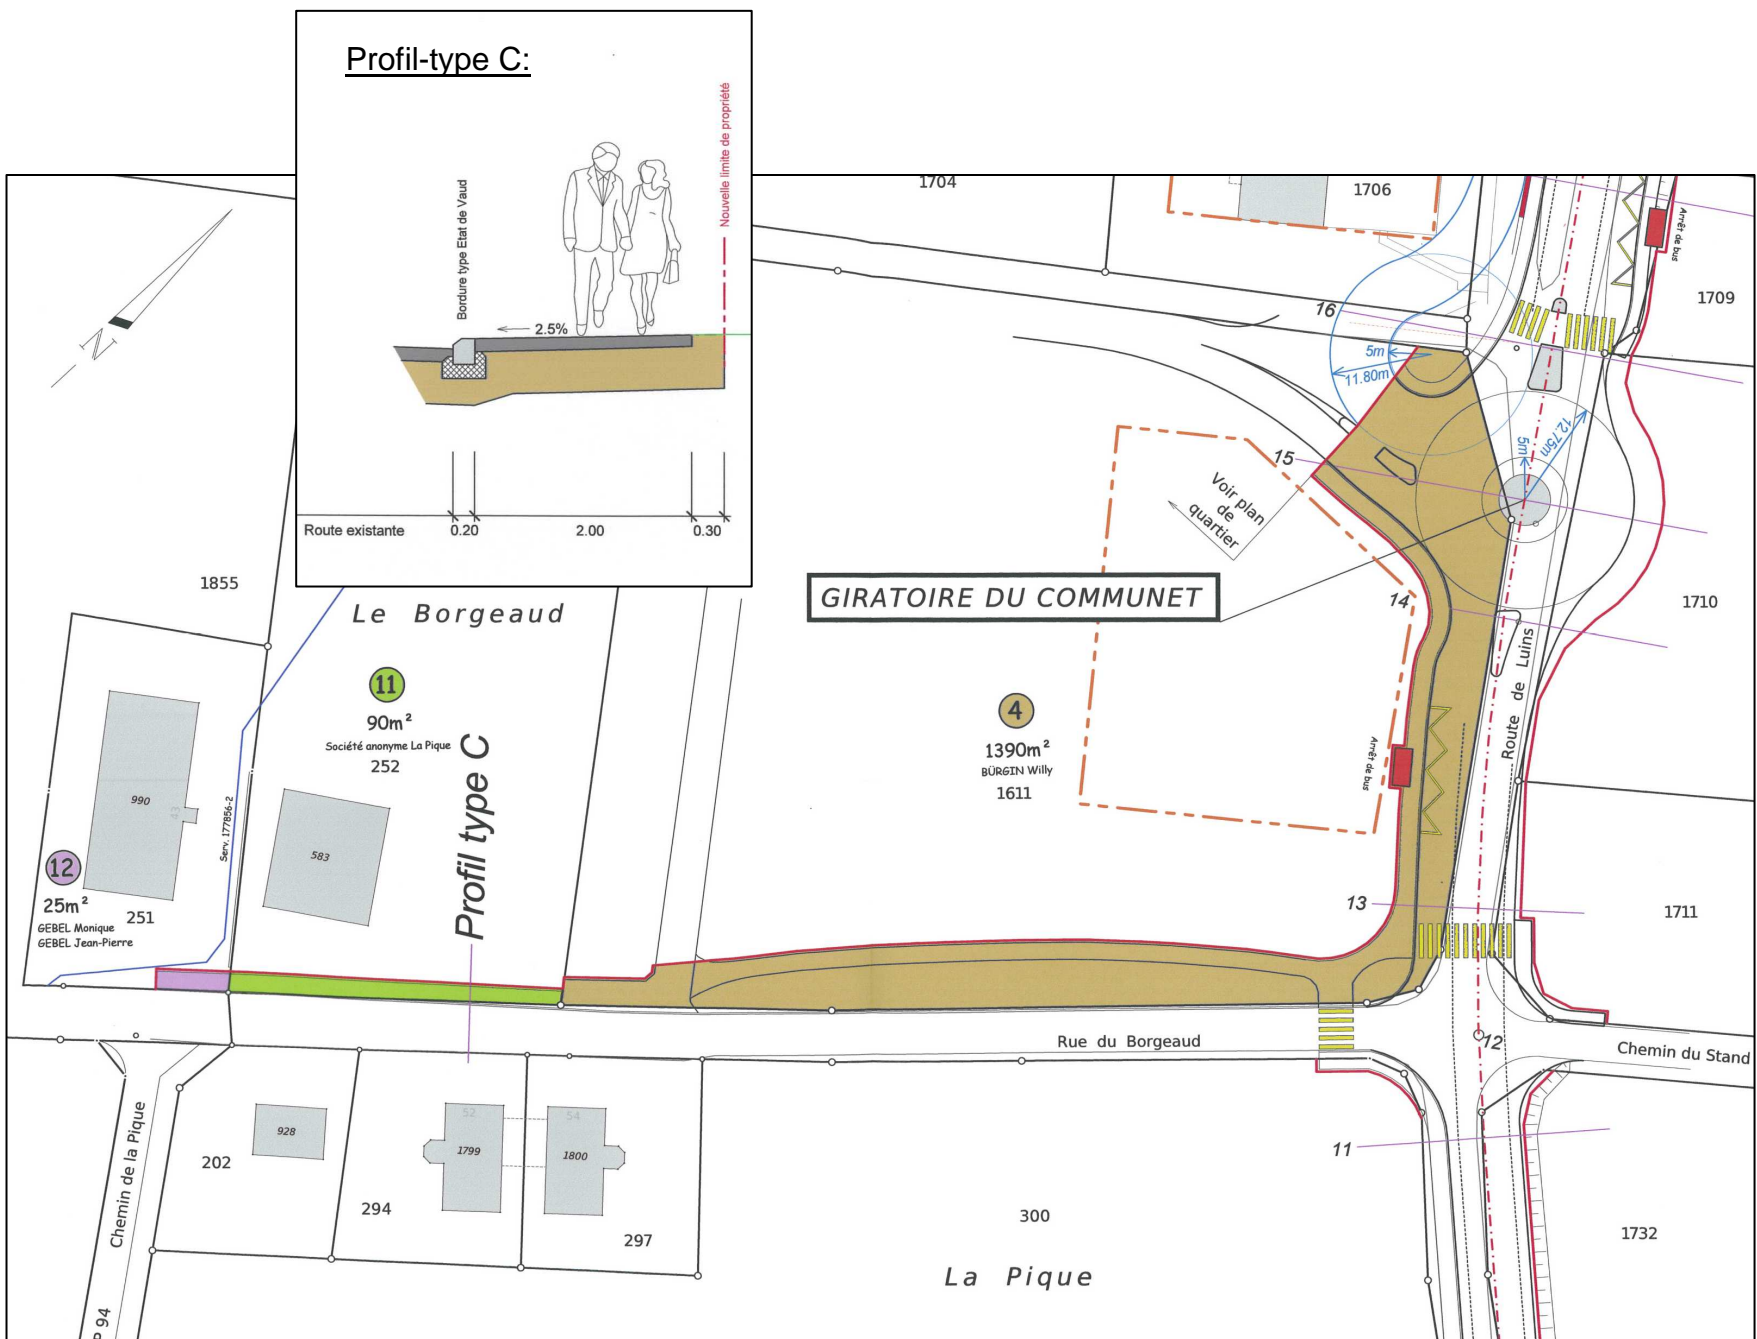 Profil-type C:
Nouvelle limite de propriété
Bordure type Etat de Vaud
2.5%
Route existante
0.20
2.00
0.30
N
1704
1706
Arrêt de bus
1709
16
5m
11.80m
12.75m
5m
15
Voir plan
de
quartier
1855
Le Borgeaud
GIRATOIRE DU COMMUNET
14
1710
Route de Luins
11
90m²
Société anonyme La Pique
252
Profil type C
4
1390m²
BÜRGIN Willy
1611
Arrêt de bus
990
43
Serv. 177856-2
583
12
25m²
251
GEBEL Monique
GEBEL Jean-Pierre
13
1711
Rue du Borgeaud
12
Chemin du Stand
Chemin de la Pique
928
52
54
1799
1800
202
294
297
11
300
1732
La Pique
P 94